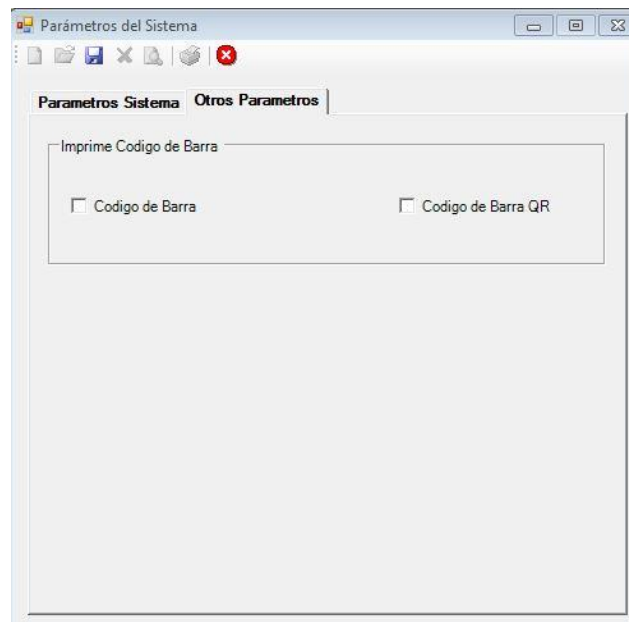 Parámetros del Sistema
Parametros Sistema Otros Parametros
Imprime Codigo de Barra
Codigo de Barra Codigo de Barra QR